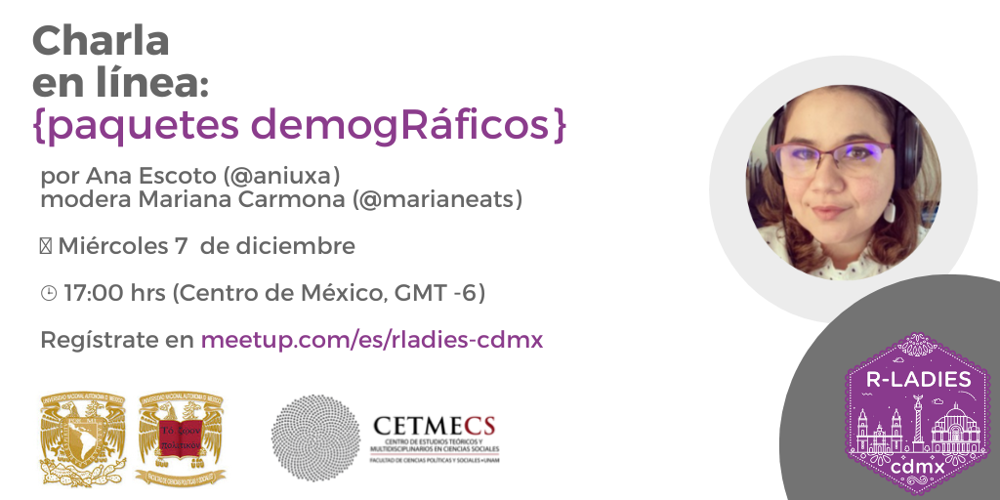 Charla
en línea:
{paquetes demogRáficos}
por Ana Escoto (@aniuxa)
modera Mariana Carmona (@marianeats)
Miércoles 7 de diciembre
17:00 hrs (Centro de México, GMT -6)
Regístrate en meetup.com/es/rladies-cdmx
CETMECS
CENTRO DE ESTUDIOS TEÓRICOS Y
MULTIDISCIPLINARIOS EN CIENCIAS SOCIALES
FACULTAD DE CIENCIAS POLÍTICAS Y SOCIALES•UNAM
R-LADIES
cdmx